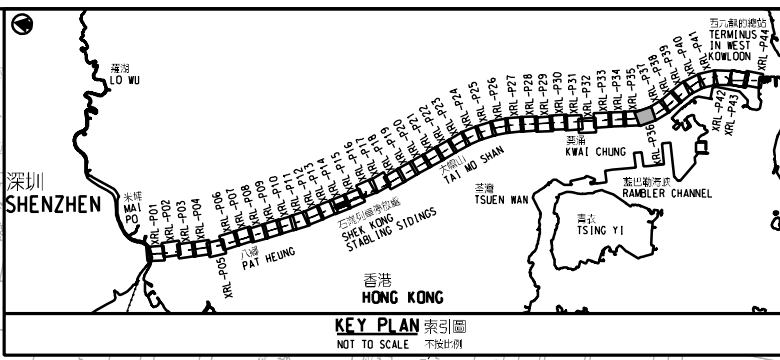 西九龍總站
TERMINUS
IN WEST
KOWLOON
羅湖
LO WU
深圳
SHENZHEN
米埔
MAI
PO
XRL-P01
XRL-P02
XRL-P03
XRL-P04
XRL-P05
XRL-P06
XRL-P07
XRL-P08
XRL-P09
XRL-P10
XRL-P11
XRL-P12
XRL-P13
XRL-P14
XRL-P15
XRL-P16
XRL-P17
XRL-P18
XRL-P19
XRL-P20
XRL-P21
XRL-P22
XRL-P23
XRL-P24
XRL-P25
XRL-P26
XRL-P27
XRL-P28
XRL-P29
XRL-P30
XRL-P31
XRL-P32
XRL-P33
XRL-P34
XRL-P35
XRL-P36
XRL-P37
XRL-P38
XRL-P39
XRL-P40
XRL-P41
XRL-P42
XRL-P43
XRL-P44
八鄉
PAT HEUNG
石崗列車停放處
SHEK KONG
STABLING SIDINGS
大帽山
TAI MO SHAN
葵涌
KWAI CHUNG
荃灣
TSUEN WAN
藍巴勒海峽
RAMBLER CHANNEL
青衣
TSING YI
香港
HONG KONG
KEY PLAN 索引圖
NOT TO SCALE 不按比例